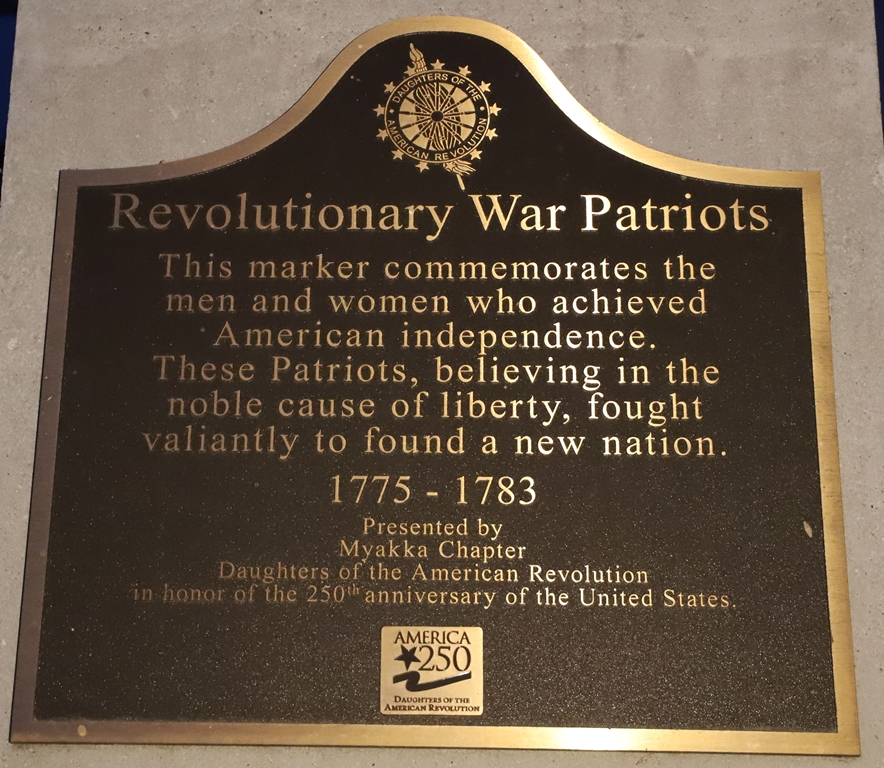 DAUGHTERS OF THE
AMERICAN REVOLUTION
Revolutionary War Patriots
This marker commemorates the
men and women who achieved
American independence.
These Patriots, believing in the
noble cause of liberty, fought
valiantly to found a new nation.
1775 - 1783
Presented by
Myakka Chapter
Daughters of the American Revolution
in honor of the 250th anniversary of the United States.
AMERICA
250
DAUGHTERS OF THE
AMERICAN REVOLUTION